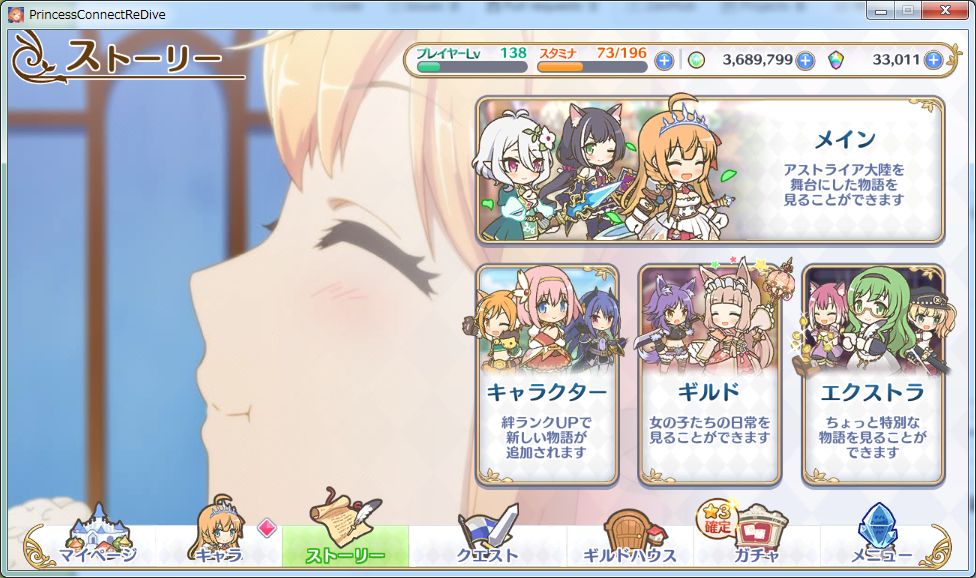 PrincessConnectReDive
ストーリー
プレイヤーLv 138
スタミナ 73/196
3,689,799
33,011
メイン
アストライア大陸を
舞台にした物語を
見ることができます
キャラクター
絆ランクUPで
新しい物語が
追加されます
ギルド
女の子たちの日常を
見ることができます
エクストラ
ちょっと特別な
物語を見ることが
できます
マイページ
キャラ
ストーリー
クエスト
ギルドハウス
★3
確定
ガチャ
メニュー